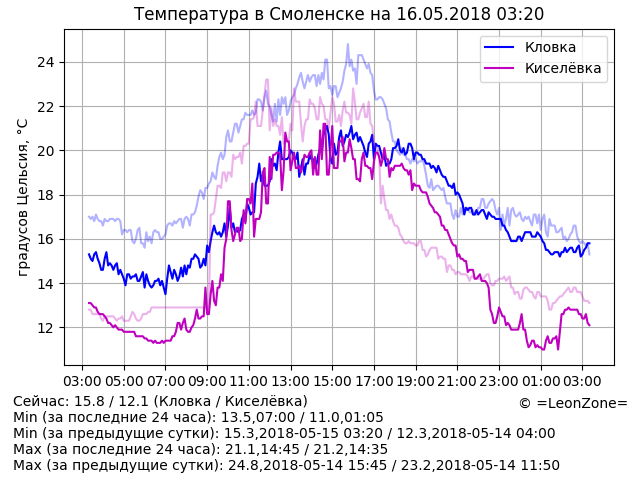 Температура в Смоленске на 16.05.2018 03:20
Кловка
Киселёвка
градусов Цельсия, °C
24
22
20
18
16
14
12
03:00 05:00 07:00 09:00 11:00 13:00 15:00 17:00 19:00 21:00 23:00 01:00 03:00
Сейчас: 15.8 / 12.1 (Кловка / Киселёвка)
© =LeonZone=
Min (за последние 24 часа): 13.5,07:00 / 11.0,01:05
Min (за предыдущие сутки): 15.3,2018-05-15 03:20 / 12.3,2018-05-14 04:00
Max (за последние 24 часа): 21.1,14:45 / 21.2,14:35
Max (за предыдущие сутки): 24.8,2018-05-14 15:45 / 23.2,2018-05-14 11:50